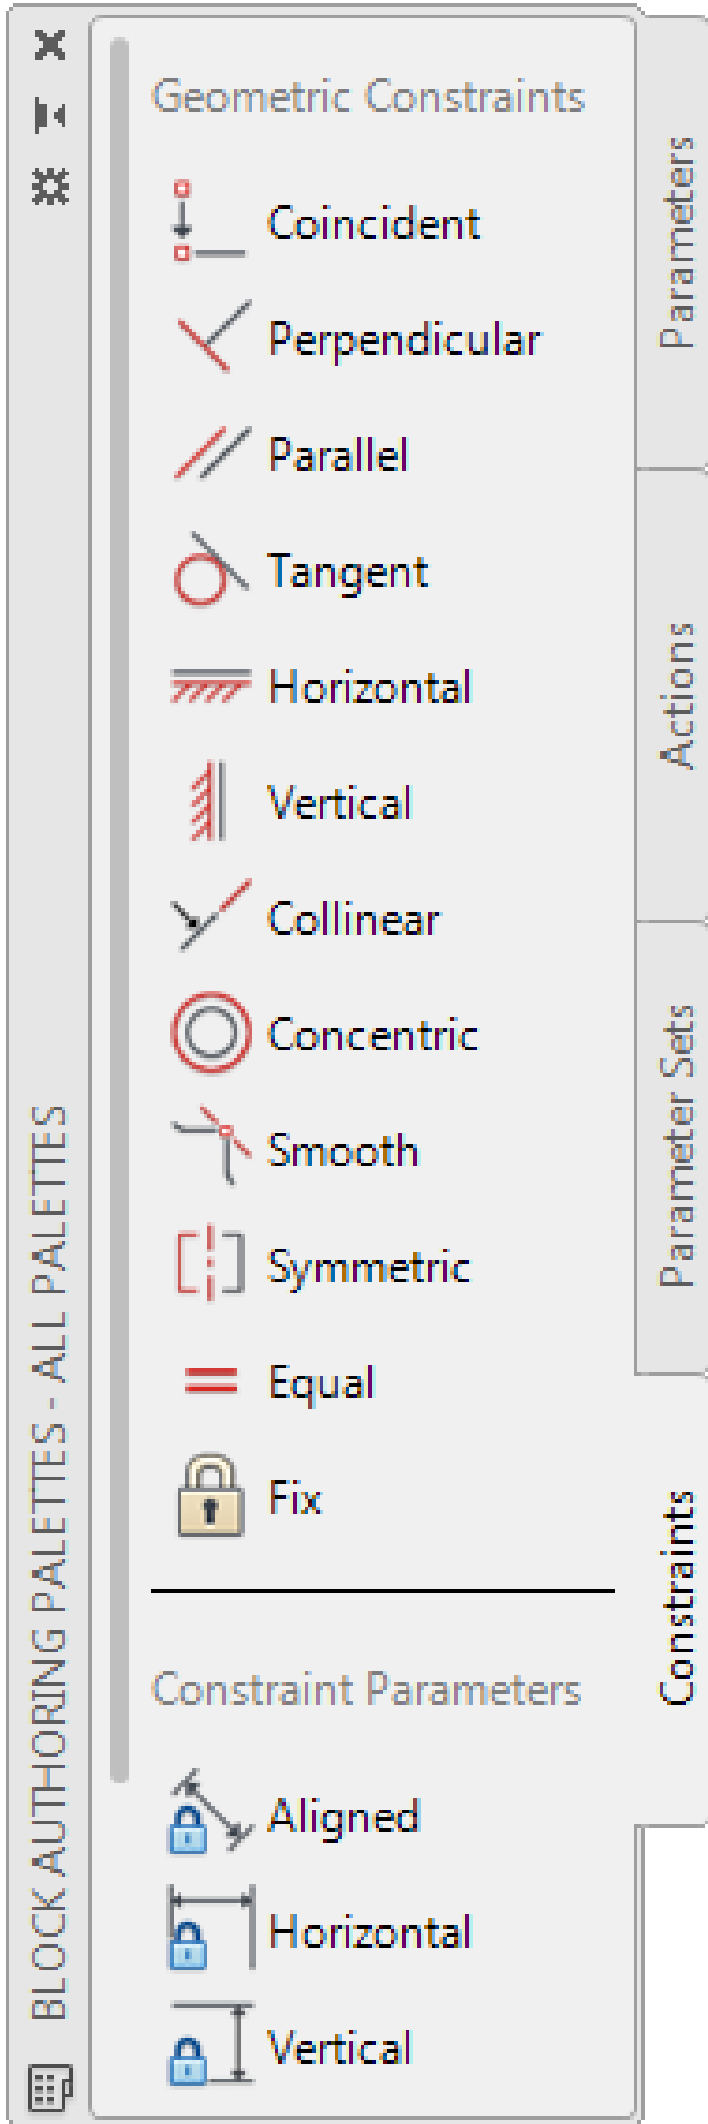 Geometric Constraints
Coincident
Perpendicular
Parallel
Tangent
Horizontal
Vertical
Collinear
Concentric
Smooth
Symmetric
Equal
Fix
Constraint Parameters
Aligned
Horizontal
Vertical
Parameters
Actions
Parameter Sets
Constraints
BLOCK AUTHORING PALETTES - ALL PALETTES